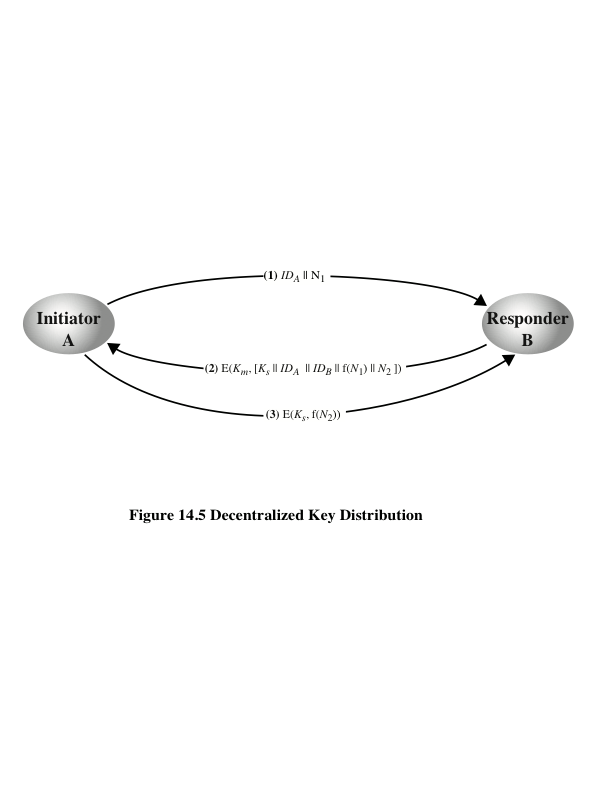 (1) ID_A || N_1
Initiator
A
Responder
B
(2) E(K_m, [K_s || ID_A || ID_B || f(N_1) || N_2 ])
(3) E(K_s, f(N_2))
Figure 14.5 Decentralized Key Distribution